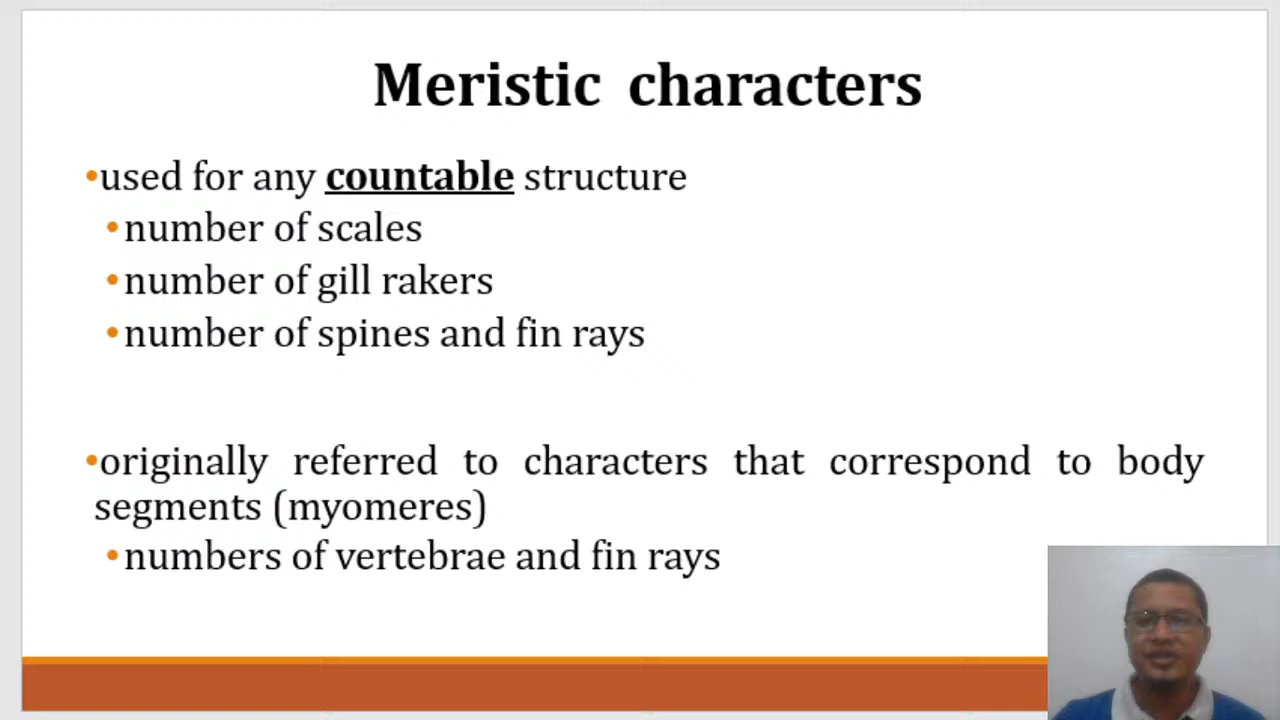 Meristic characters
•used for any countable structure
•number of scales
•number of gill rakers
•number of spines and fin rays
•originally referred to characters that correspond to body
segments (myomeres)
•numbers of vertebrae and fin rays